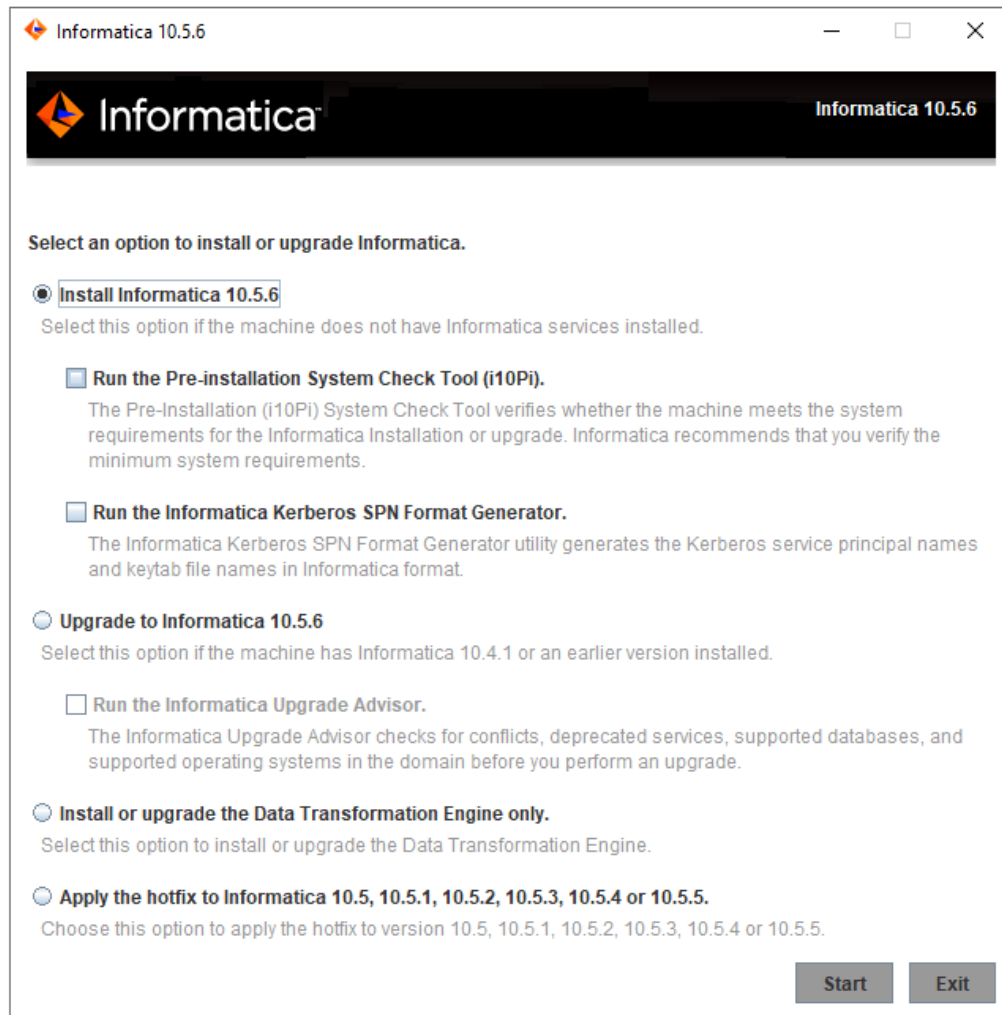 Informatica 10.5.6
Informatica
Informatica 10.5.6
Select an option to install or upgrade Informatica.
Install Informatica 10.5.6
Select this option if the machine does not have Informatica services installed.
Run the Pre-installation System Check Tool (i10Pi).
The Pre-Installation (i10Pi) System Check Tool verifies whether the machine meets the system
requirements for the Informatica Installation or upgrade. Informatica recommends that you verify the
minimum system requirements.
Run the Informatica Kerberos SPN Format Generator.
The Informatica Kerberos SPN Format Generator utility generates the Kerberos service principal names
and keytab file names in Informatica format.
Upgrade to Informatica 10.5.6
Select this option if the machine has Informatica 10.4.1 or an earlier version installed.
Run the Informatica Upgrade Advisor.
The Informatica Upgrade Advisor checks for conflicts, deprecated services, supported databases, and
supported operating systems in the domain before you perform an upgrade.
Install or upgrade the Data Transformation Engine only.
Select this option to install or upgrade the Data Transformation Engine.
Apply the hotfix to Informatica 10.5, 10.5.1, 10.5.2, 10.5.3, 10.5.4 or 10.5.5.
Choose this option to apply the hotfix to version 10.5, 10.5.1, 10.5.2, 10.5.3, 10.5.4 or 10.5.5.
Start Exit